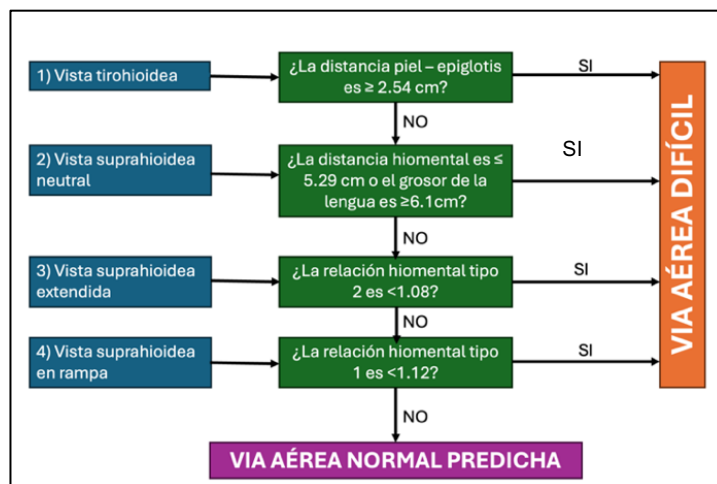 1) Vista tirohioidea
¿La distancia piel – epiglotis
es ≥ 2.54 cm?
SI
NO
2) Vista suprahioidea
neutral
¿La distancia hiomental es ≤
5.29 cm o el grosor de la
lengua es ≥6.1cm?
SI
NO
3) Vista suprahioidea
extendida
¿La relación hiomental tipo
2 es <1.08?
SI
NO
4) Vista suprahioidea
en rampa
¿La relación hiomental tipo
1 es <1.12?
SI
NO
VIA AÉREA DIFÍCIL
VIA AÉREA NORMAL PREDICHA